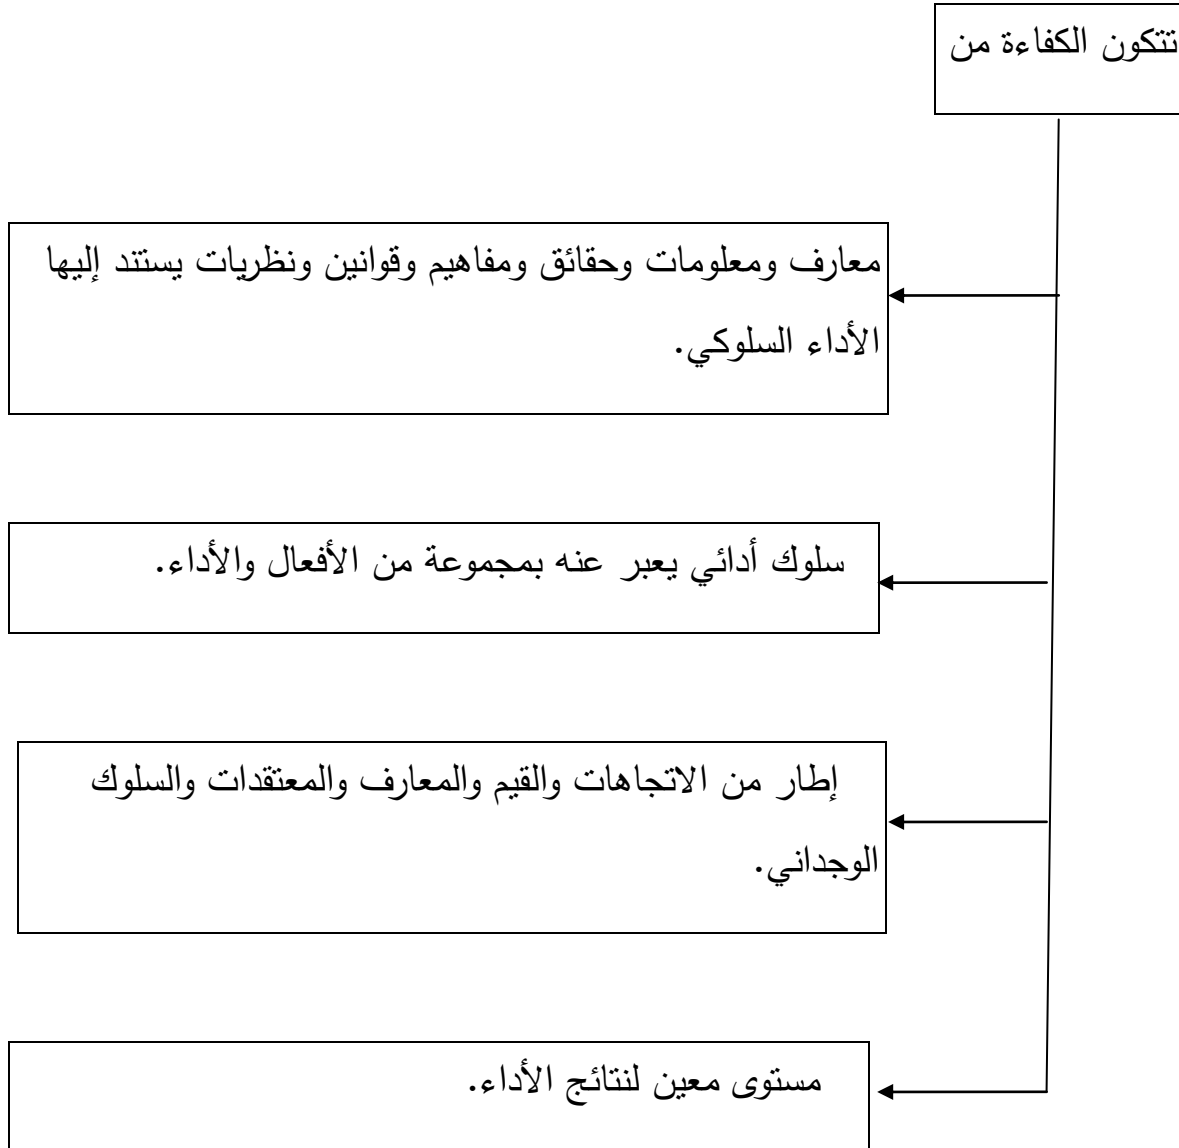 تتكون الكفاءة من
معارف ومعلومات وحقائق ومفاهيم وقوانين ونظريات يستند إليها
الأداء السلوكي.
سلوك أدائي يعبر عنه بمجموعة من الأفعال والأداء.
إطار من الاتجاهات والقيم والمعارف والمعتقدات والسلوك
الوجداني.
مستوى معين لنتائج الأداء.